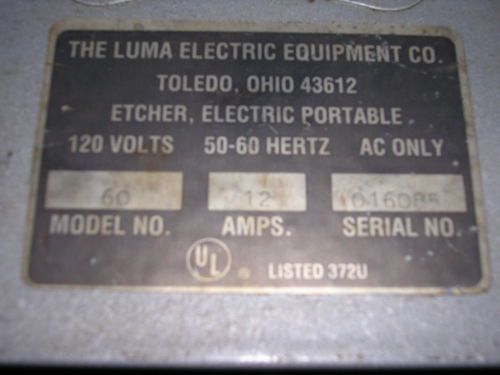 THE LUMA ELECTRIC EQUIPMENT CO.
TOLEDO, OHIO 43612
ETCHER, ELECTRIC PORTABLE
120 VOLTS 50-60 HERTZ AC ONLY
60 12 016085
MODEL NO. AMPS. SERIAL NO.
UL ® LISTED 372U